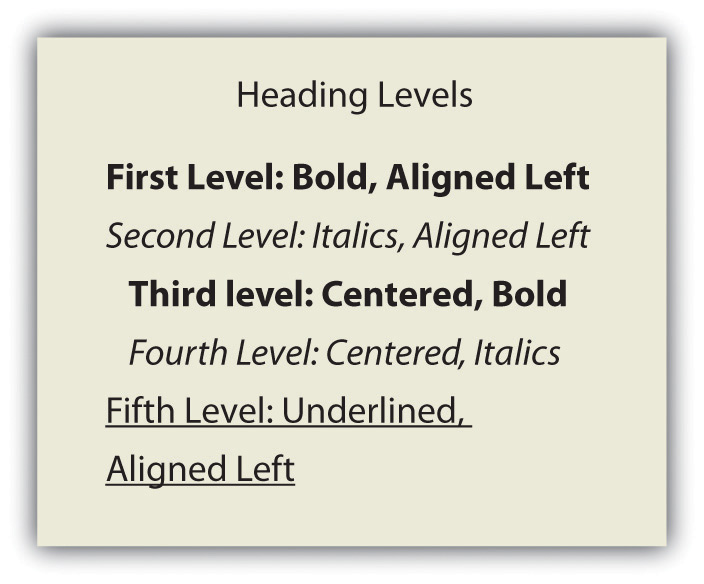 Heading Levels
First Level: Bold, Aligned Left
Second Level: Italics, Aligned Left
Third level: Centered, Bold
Fourth Level: Centered, Italics
Fifth Level: Underlined,
Aligned Left